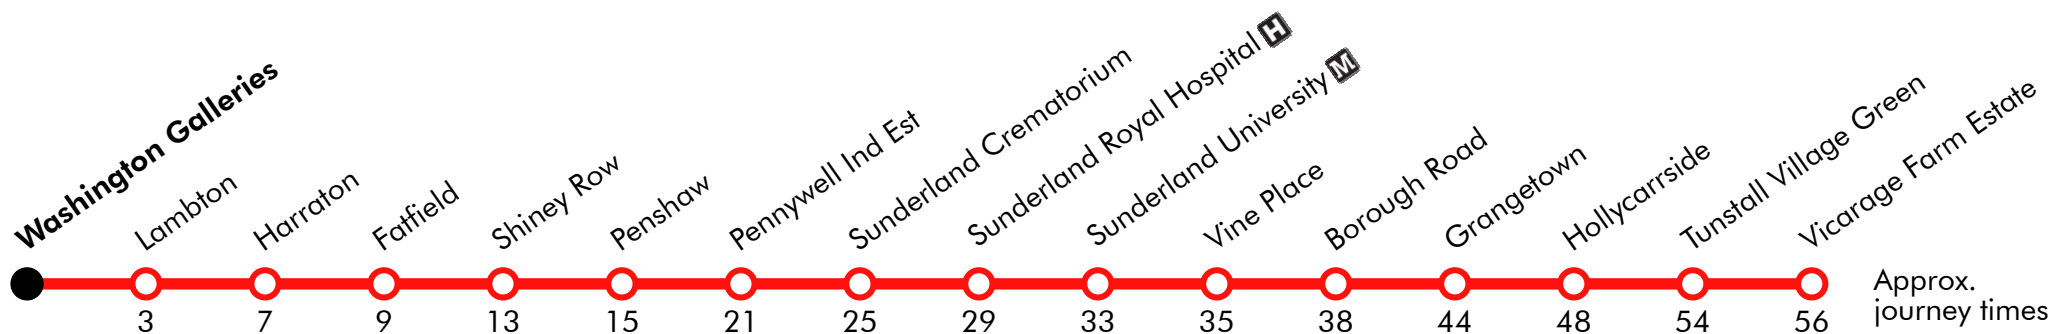 Washington Galleries
Lambton
Harraton
Fatfield
Shiney Row
Penshaw
Pennywell Ind Est
Sunderland Crematorium
Sunderland Royal Hospital H
Sunderland University M
Vine Place
Borough Road
Grangetown
Hollycarrside
Tunstall Village Green
Vicarage Farm Estate
3 7 9 13 15 21 25 29 33 35 38 44 48 54 56
Approx.
journey times